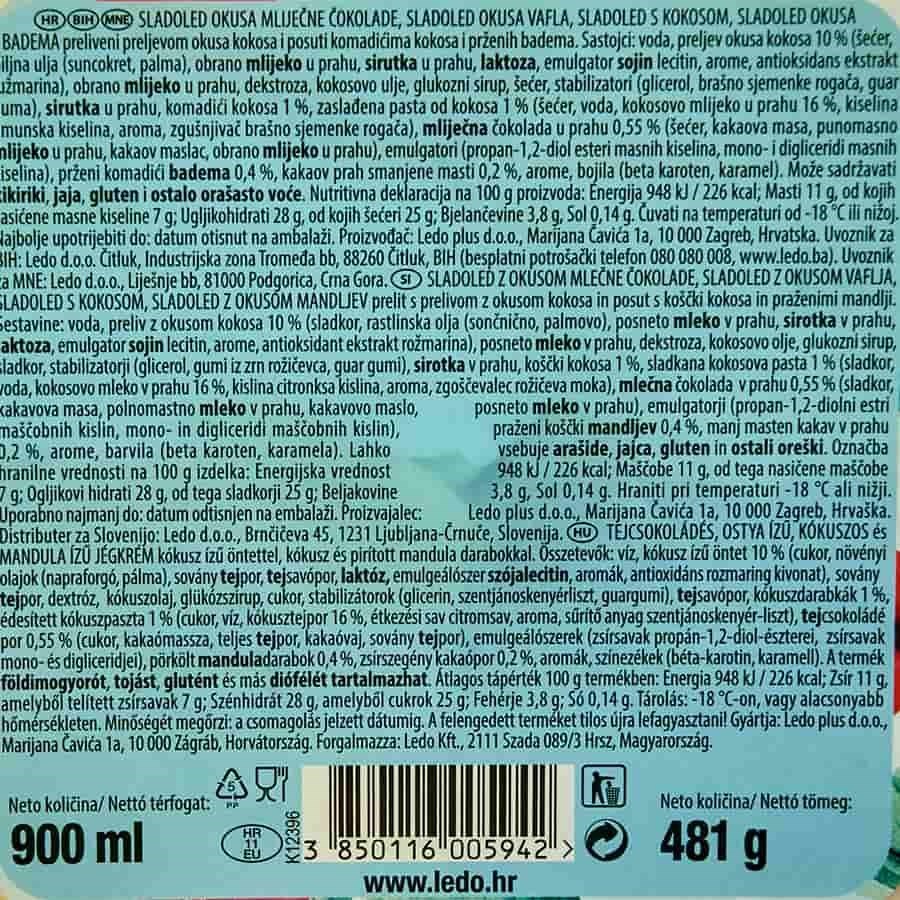 HR BIH MNE SLADOLED OKUSA MLIJEČNE ČOKOLADE, SLADOLED OKUSA VAFLA, SLADOLED S KOKOSOM, SLADOLED OKUSA
BADEMA preliveni preljevom okusa kokosa i posuti komadićima kokosa i prženih badema. Sastojci: voda, preljev okusa kokosa 10 % (šećer,
iljna ulja (suncokret, palma), obrano mlijeko u prahu, sirutka u prahu, laktoza, emulgator sojin lecitin, arome, antioksidans ekstrakt
užmarina), obrano mlijeko u prahu, dekstroza, kokosovo ulje, glukozni sirup, šećer, stabilizatori (glicerol, brašno sjemenke rogača, guar
uma), sirutka u prahu, komadići kokosa 1 %, zaslađena pasta od kokosa 1 % (šećer, voda, kokosovo mlijeko u prahu 16 %, kiselina
munska kiselina, aroma, zgušnjivač brašno sjemenke rogača), mliječna čokolada u prahu 0,55 % (šećer, kakaova masa, punomasno
mlijeko u prahu, kakaov maslac, obrano mlijeko u prahu), emulgatori (propan-1,2-diol esteri masnih kiselina, mono- i digliceridi masnih
iselina), prženi komadići badema 0,4 %, kakaov prah smanjene masti 0,2 %, arome, bojila (beta karoten, karamel). Može sadržavati
kikiriki, jaja, gluten i ostalo orašasto voće. Nutritivna deklaracija na 100 g proizvoda: Energija 948 kJ / 226 kcal; Masti 11 g, od kojih
asićene masne kiseline 7 g; Ugljikohidrati 28 g, od kojih šećeri 25 g; Bjelančevine 3,8 g, Sol 0,14 g. Čuvati na temperaturi od -18 °C ili nižoj.
Najbolje upotrijebiti do: datum otisnut na ambalaži. Proizvođač: Ledo plus d.o.o., Marijana Čavića 1a, 10 000 Zagreb, Hrvatska. Uvoznik za
BIH: Ledo d.o.o. Čitluk, Industrijska zona Tromeđa bb, 88260 Čitluk, BIH (besplatni potrošački telefon 080 080 008, www.ledo.ba). Uvoznik
za MNE: Ledo d.o.o., Liješnje bb, 81000 Podgorica, Crna Gora. SI SLADOLED Z OKUSOM MLEČNE ČOKOLADE, SLADOLED Z OKUSOM VAFLJA,
SLADOLED S KOKOSOM, SLADOLED Z OKUSOM MANDLJEV prelit s prelivom z okusom kokosa in posut s koščki kokosa in praženimi mandlji.
Sestavine: voda, preliv z okusom kokosa 10 % (sladkor, rastlinska olja (sončnično, palmovo), posneto mleko v prahu, sirotka v prahu,
laktoza, emulgator sojin lecitin, arome, antioksidant ekstrakt rožmarina), posneto mleko v prahu, dekstroza, kokosovo olje, glukozni sirup,
sladkor, stabilizatorji (glicerol, gumi iz zrn rožičevca, guar gumi), sirotka v prahu, koščki kokosa 1 %, sladkana kokosova pasta 1 % (sladkor,
voda, kokosovo mleko v prahu 16 %, kislina citronksa kislina, aroma, zgoščevalec rožičeva moka), mlečna čokolada v prahu 0,55 % (sladkor,
kakavova masa, polnomastno mleko v prahu, kakavovo maslo, posneto mleko v prahu), emulgatorji (propan-1,2-diolni estri
maščobnih kislin, mono- in digliceridi maščobnih kislin), praženi koščki mandljev 0,4 %, manj masten kakav v prahu
0,2 %, arome, barvila (beta karoten, karamela). Lahko vsebuje arašide, jajca, gluten in ostali oreški. Označba
hranilne vrednosti na 100 g izdelka: Energijska vrednost 948 kJ / 226 kcal; Maščobe 11 g, od tega nasičene maščobe
7 g; Ogljikovi hidrati 28 g, od tega sladkorji 25 g; Beljakovine 3,8 g, Sol 0,14 g. Hraniti pri temperaturi -18 °C ali nižji.
Uporabno najmanj do: datum odtisnjen na embalaži. Proizvajalec: Ledo plus d.o.o., Marijana Čavića 1a, 10 000 Zagreb, Hrvaška.
Distributer za Slovenijo: Ledo d.o.o., Brnčičeva 45, 1231 Ljubljana-Črnuče, Slovenija. HU TEJCSOKOLÁDÉS, OSTYA ÍZŰ, KÓKUSZOS és
MANDULA ÍZŰ JÉGKRÉM kókusz ízű öntettel, kókusz és pirított mandula darabokkal. Összetevők: víz, kókusz ízű öntet 10 % (cukor, növényi
olajok (napraforgó, pálma), sovány tejpor, tejsavópor, laktóz, emulgeálószer szójalecitin, aromák, antioxidáns rozmaring kivonat), sovány
tejpor, dextróz, kókuszolaj, glükózszirup, cukor, stabilizátorok (glicerin, szentjánoskenyérliszt, guargumi), tejsavópor, kókuszdarabkák 1 %,
édesített kókuszpaszta 1 % (cukor, víz, kókusztejpor 16 %, étkezési sav citromsav, aroma, sűrítő anyag szentjánoskenyér-liszt), tejcsokoládé
por 0,55 % (cukor, kakaómassza, teljes tejpor, kakaóvaj, sovány tejpor), emulgeálószerek (zsírsavak propán-1,2-diol-észterei, zsírsavak
mono- és digliceridjei), pörkölt manduladarabok 0,4 %, zsírszegény kakaópor 0,2 %, aromák, színezékek (béta-karotin, karamell). A termék
földimogyorót, tojást, glutént és más diófélét tartalmazhat. Átlagos tápérték 100 g termékben: Energia 948 kJ / 226 kcal; Zsír 11 g,
amelyből telített zsírsavak 7 g; Szénhidrát 28 g, amelyből cukrok 25 g; Fehérje 3,8 g; Só 0,14 g. Tárolás: -18 °C-on, vagy alacsonyabb
hőmérsékleten. Minőségét megőrzi: a csomagolás jelzett dátumig. A felengedett terméket tilos újra lefagyasztani! Gyártja: Ledo plus d.o.o.,
Marijana Čavića 1a, 10 000 Zágráb, Horvátország. Forgalmazza: Ledo Kft., 2111 Szada 089/3 Hrsz, Magyarország.
Neto količina/ Nettó térfogat:
900 ml
5
PP
HR
11
EU
K12396
3 850116 005942 >
Neto količina/ Nettó tömeg:
481 g
www.ledo.hr